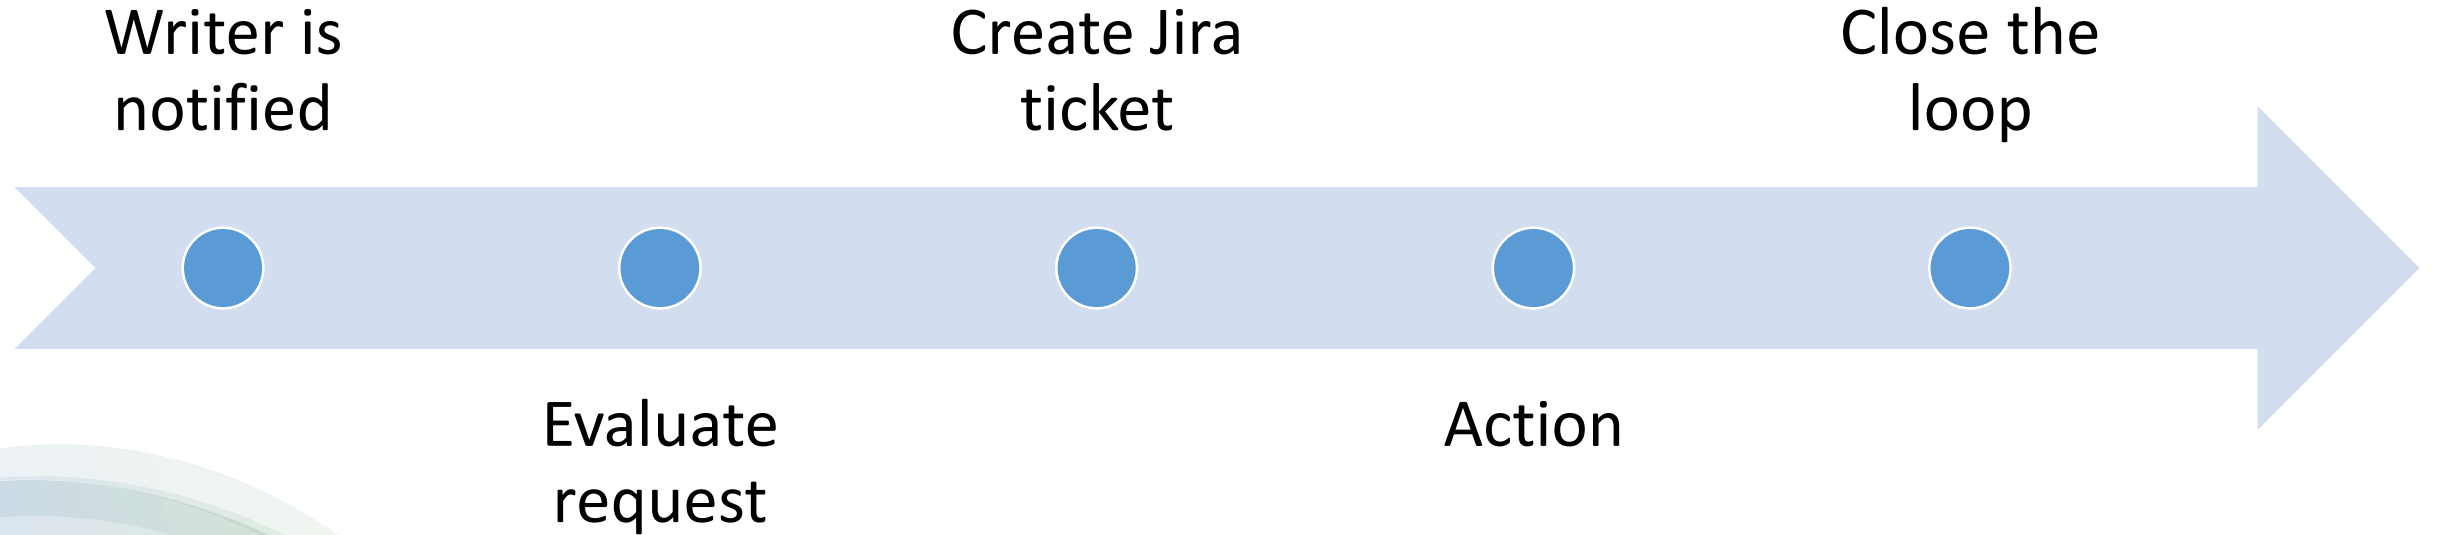 Writer is
notified
Evaluate
request
Create Jira
ticket
Action
Close the
loop